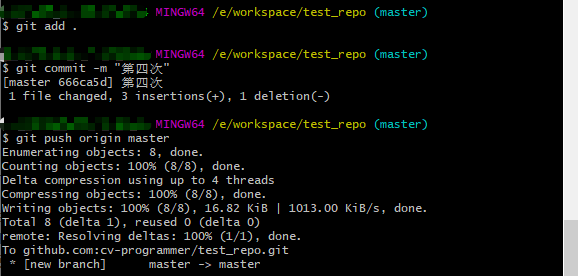 MINGW64 /e/workspace/test_repo (master)
$ git add .
MINGW64 /e/workspace/test_repo (master)
$ git commit -m "第四次"
[master 666ca5d] 第四次
 1 file changed, 3 insertions(+), 1 deletion(-)
MINGW64 /e/workspace/test_repo (master)
$ git push origin master
Enumerating objects: 8, done.
Counting objects: 100% (8/8), done.
Delta compression using up to 4 threads
Compressing objects: 100% (8/8), done.
Writing objects: 100% (8/8), 16.82 KiB | 1013.00 KiB/s, done.
Total 8 (delta 1), reused 0 (delta 0)
remote: Resolving deltas: 100% (1/1), done.
To github.com:cv-programmer/test_repo.git
 * [new branch]      master -> master